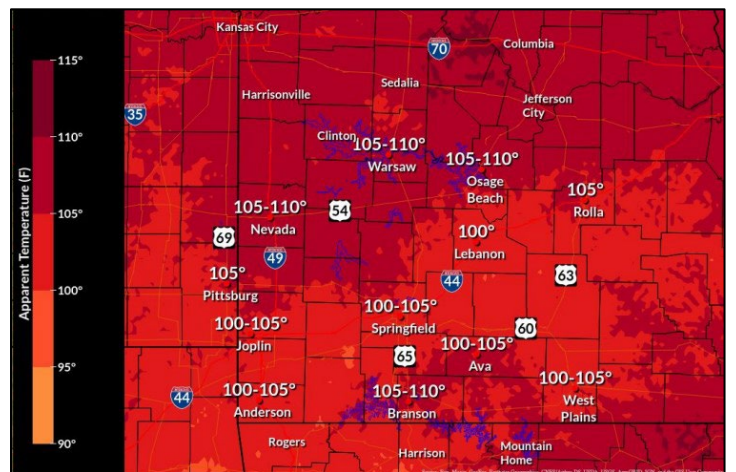 Kansas City
70
Columbia
115°
Sedalia
Harrisonville
Jefferson
City
35
110°
Clinton
105-110°
Warsaw
105-110°
Osage
Beach
105°
Rolla
105-110°
Nevada
54
69
49
105°
100°
Lebanon
Apparent Temperature (F)
105°
Pittsburg
44
63
100°
100-105°
Springfield
100-105°
Joplin
60
65
100-105°
Ava
95°
100-105°
Anderson
44
105-110°
Branson
100-105°
West
Plains
90°
Rogers
Harrison
Mountain
Home